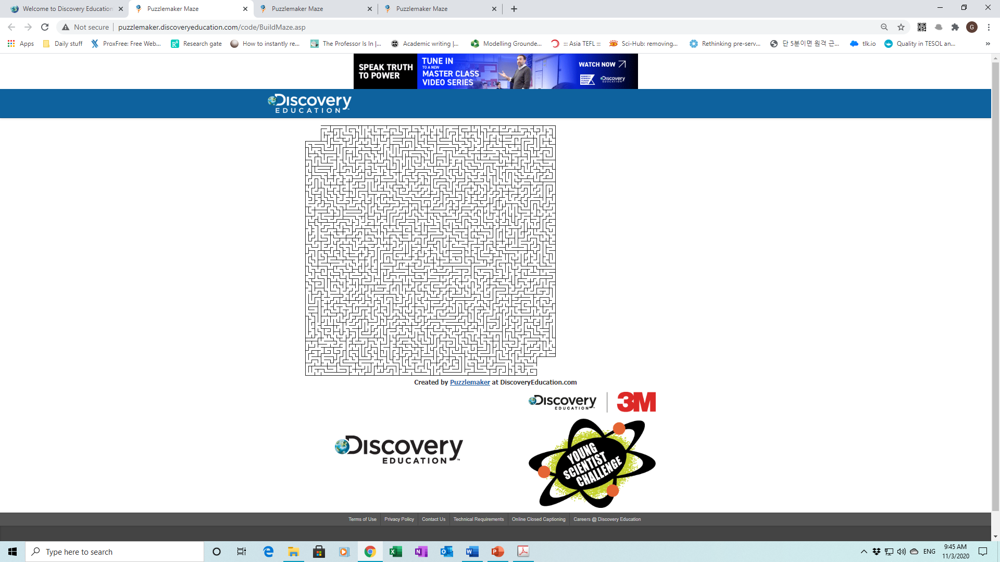 Welcome to Discovery Education
Puzzlemaker Maze
Puzzlemaker Maze
Puzzlemaker Maze
Not secure
puzzlemaker.discoveryeducation.com/code/BuildMaze.asp
G
Apps
Daily stuff
ProxFree: Free Web...
Research gate
How to instantly re...
The Professor Is In |...
Academic writing |...
Modelling Grounde...
::: Asia TEFL :::
Sci-Hub: removing...
Rethinking pre-serv...
단 5분이면 원격 근...
tlk.io
Quality in TESOL an...
»
SPEAK TRUTH
TO POWER
TUNE IN
TO A NEW
MASTER CLASS
VIDEO SERIES
WATCH NOW
Discovery
EDUCATION
Discovery
EDUCATION
Created by Puzzlemaker at DiscoveryEducation.com
Discovery
EDUCATION
3M
Discovery
EDUCATION™
YOUNG
SCIENTIST
CHALLENGE
Terms of Use
Privacy Policy
Contact Us
Technical Requirements
Online Closed Captioning
Careers @ Discovery Education
Type here to search
ENG
9:45 AM
11/3/2020